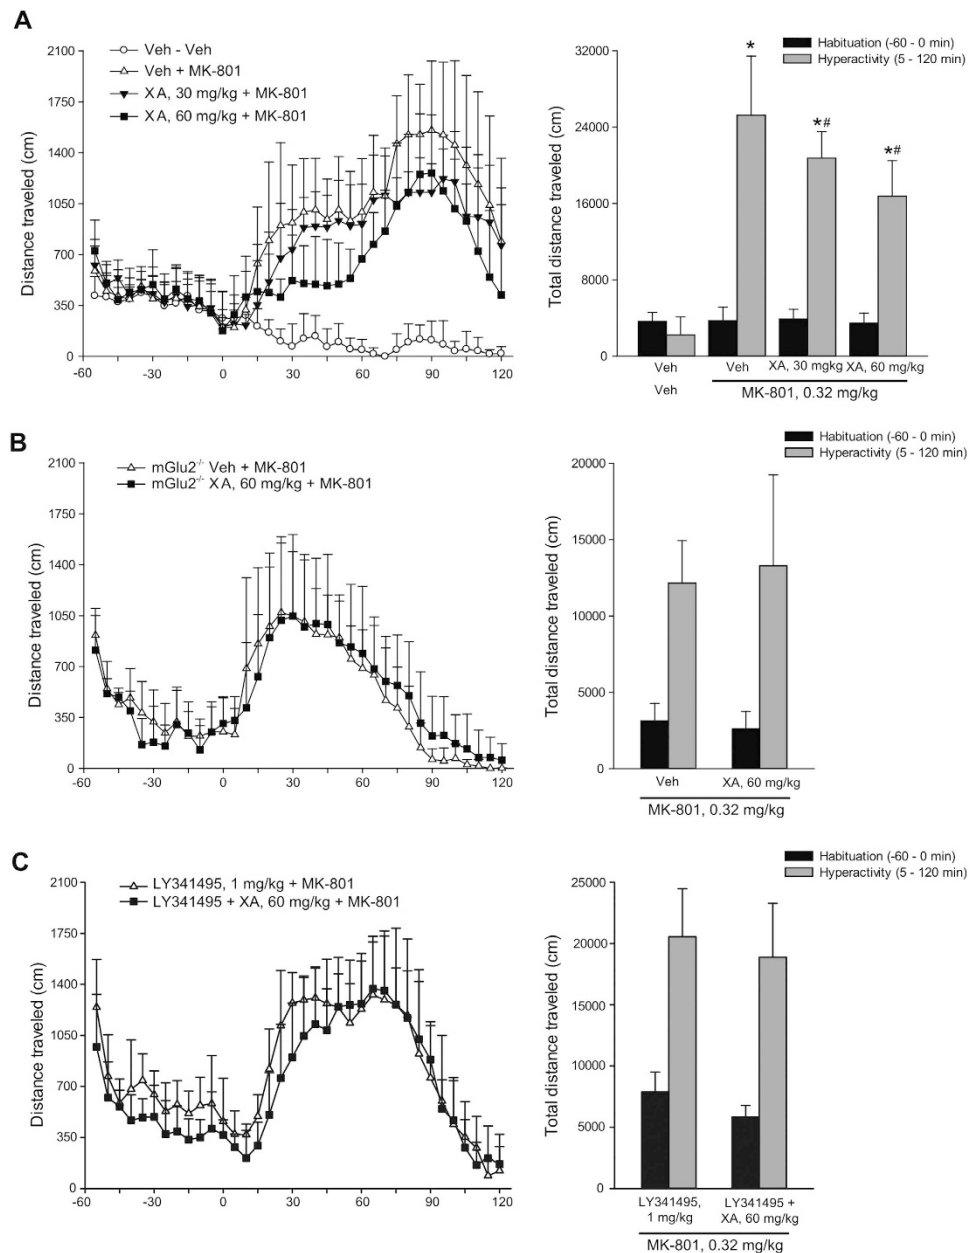 A
Veh - Veh
Veh + MK-801
XA, 30 mg/kg + MK-801
XA, 60 mg/kg + MK-801
Distance traveled (cm)
2100
1750
1400
1050
700
350
0
-60 -30 0 30 60 90 120
Habituation (-60 - 0 min)
Hyperactivity (5 - 120 min)
Total distance traveled (cm)
32000
24000
16000
8000
0
* *# *#
Veh Veh XA, 30 mgkg XA, 60 mg/kg
Veh MK-801, 0.32 mg/kg
B
mGlu2-/- Veh + MK-801
mGlu2-/- XA, 60 mg/kg + MK-801
Distance traveled (cm)
2100
1750
1400
1050
700
350
0
-60 -30 0 30 60 90 120
Habituation (-60 - 0 min)
Hyperactivity (5 - 120 min)
Total distance traveled (cm)
20000
15000
10000
5000
0
Veh XA, 60 mg/kg
MK-801, 0.32 mg/kg
C
LY341495, 1 mg/kg + MK-801
LY341495 + XA, 60 mg/kg + MK-801
Distance traveled (cm)
2100
1750
1400
1050
700
350
0
-60 -30 0 30 60 90 120
Habituation (-60 - 0 min)
Hyperactivity (5 - 120 min)
Total distance traveled (cm)
25000
20000
15000
10000
5000
0
LY341495, LY341495 +
1 mg/kg XA, 60 mg/kg
MK-801, 0.32 mg/kg